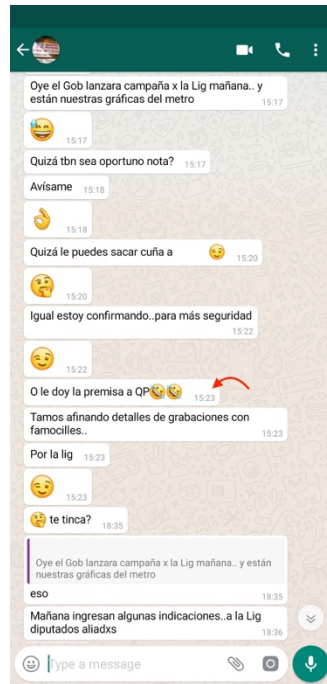 Oye el Gob lanzara campaña x la Lig mañana.. y
están nuestras gráficas del metro
15:17
😅
15:17
Quizá tbn sea oportuno nota? 15:17
Avísame 15:18
👌
15:18
Quizá le puedes sacar cuña a 😉 15:20
🤔
15:20
Igual estoy confirmando..para más seguridad
15:22
😉
15:22
O le doy la premisa a QP🤣🤣 15:23
Tamos afinando detalles de grabaciones con
famocilles..
15:23
Por la lig 15:23
😉
15:23
🤔 te tinca? 18:35
Oye el Gob lanzara campaña x la Lig mañana.. y están
nuestras gráficas del metro
eso
18:35
Mañana ingresan algunas indicaciones..a la Lig
diputados aliadxs
18:36
Type a message